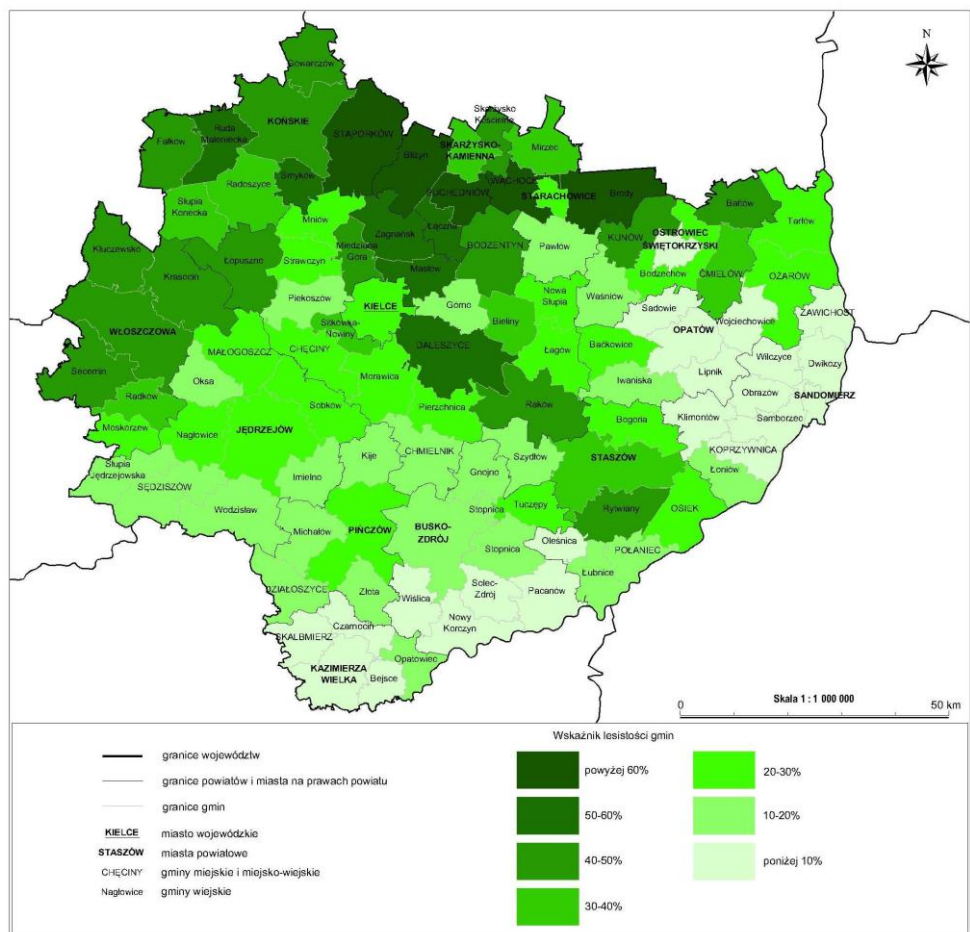 N
Gowarczów
Skarżysko
Kościelne
Ruda
Maleniecka
KOŃSKIE
STĄPORKÓW
Fałków
SKARŻYSKO-
KAMIENNA
Mirzec
Bliżyn
Radoszyce
Smyków
SUCHEDNIÓW
WĄCHOCK
STARACHOWICE
Brody
Bałtów
Tarłów
Słupia
Konecka
Mniów
Zagnańsk
Łączna
BODZENTYN
Pawłów
KUNÓW
OSTROWIEC
ŚWIĘTOKRZYSKI
Kluczewsko
Łopuszno
Strawczyn
Miedziana
Góra
Masłów
Bodzechów
ĆMIELÓW
OŻARÓW
Krasocin
Piekoszów
KIELCE
Górno
Nowa
Słupia
Waśniów
Sadowie
Wojciechowice
ZAWICHOST
WŁOSZCZOWA
Sitkówka-
Nowiny
Bieliny
OPATÓW
MAŁOGOSZCZ
CHĘCINY
DALESZYCE
Łagów
Baćkowice
Wilczyce
Dwikozy
Secemin
Oksa
Morawica
Iwaniska
Lipnik
Obrazów
SANDOMIERZ
Radków
Sobków
Pierzchnica
Raków
Klimontów
Samborzec
Moskorzew
Nagłowice
JĘDRZEJÓW
Bogoria
KOPRZYWNICA
Słupia
Jędrzejowska
Kije
CHMIELNIK
Szydłów
STASZÓW
Łoniów
SĘDZISZÓW
Imielno
Gnojno
Wodzisław
Michałów
PIŃCZÓW
BUSKO-
ZDRÓJ
Stopnica
Tuczępy
Rytwiany
OSIEK
Stopnica
Oleśnica
POŁANIEC
DZIAŁOSZYCE
Złota
Wiślica
Solec-
Zdrój
Pacanów
Łubnice
Czarnocin
Nowy
Korczyn
SKALBMIERZ
KAZIMIERZA
WIELKA
Opatowiec
Bejsce
Skala 1 : 1 000 000
0 50 km
Wskaźnik lesistości gmin
granice województw
granice powiatów i miasta na prawach powiatu
granice gmin
KIELCE miasto wojewódzkie
STASZÓW miasta powiatowe
CHĘCINY gminy miejskie i miejsko-wiejskie
Nagłowice gminy wiejskie
powyżej 60%
50-60%
40-50%
30-40%
20-30%
10-20%
poniżej 10%